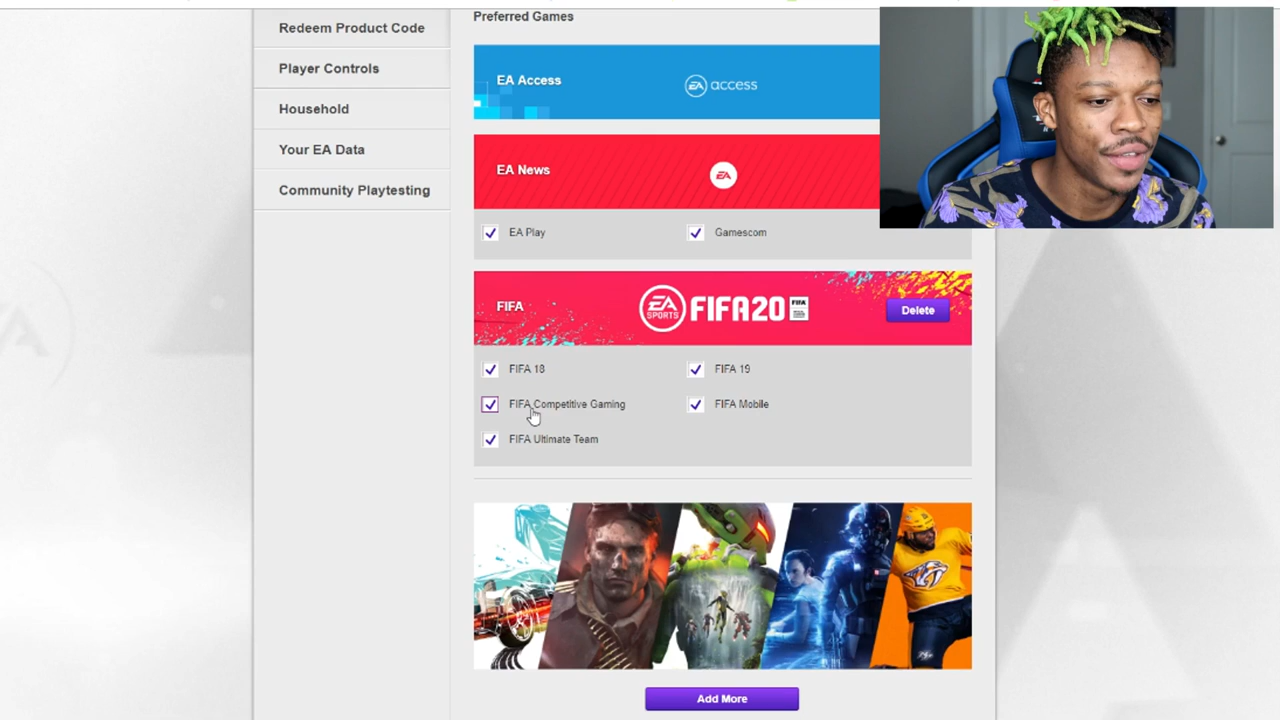 Preferred Games
Redeem Product Code
Player Controls
Household
Your EA Data
Community Playtesting
EA Access
EA access
EA News
EA
EA Play
Gamescom
FIFA
EA SPORTS FIFA20
FIFA
Delete
FIFA 18
FIFA 19
FIFA Competitive Gaming
FIFA Mobile
FIFA Ultimate Team
Add More